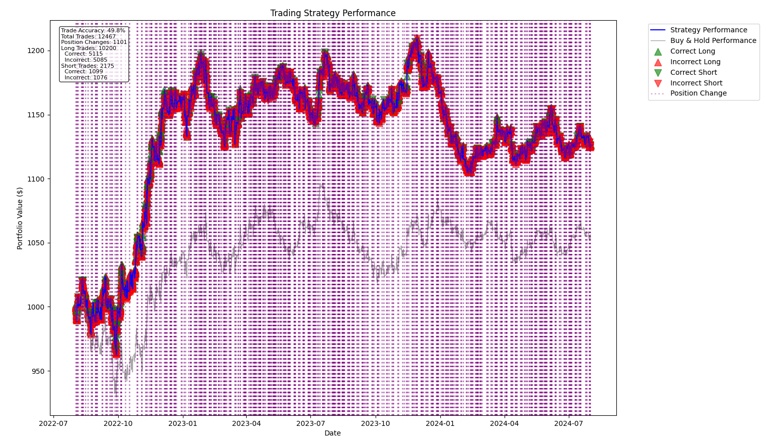 Trading Strategy Performance
Trade Accuracy: 49.8%
Total Trades: 12467
Position Changes: 1101
Long Trades: 10200
Correct: 5115
Incorrect: 5085
Short Trades: 2175
Correct: 1099
Incorrect: 1076
Strategy Performance
Buy & Hold Performance
Correct Long
Incorrect Long
Correct Short
Incorrect Short
Position Change
Portfolio Value ($)
1200
1150
1100
1050
1000
950
2022-07
2022-10
2023-01
2023-04
2023-07
2023-10
2024-01
2024-04
2024-07
Date